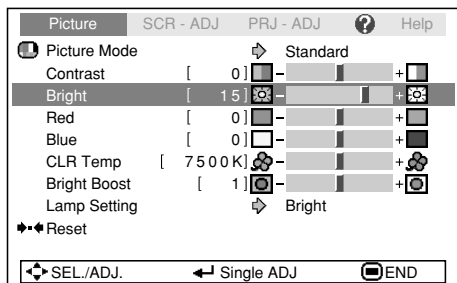 Picture SCR - ADJ PRJ - ADJ ? Help
Picture Mode Standard
Contrast [ 0] - +
Bright [ 15] - +
Red [ 0] - +
Blue [ 0] - +
CLR Temp [ 7500K] - +
Bright Boost [ 1] - +
Lamp Setting Bright
Reset
SEL./ADJ. Single ADJ END